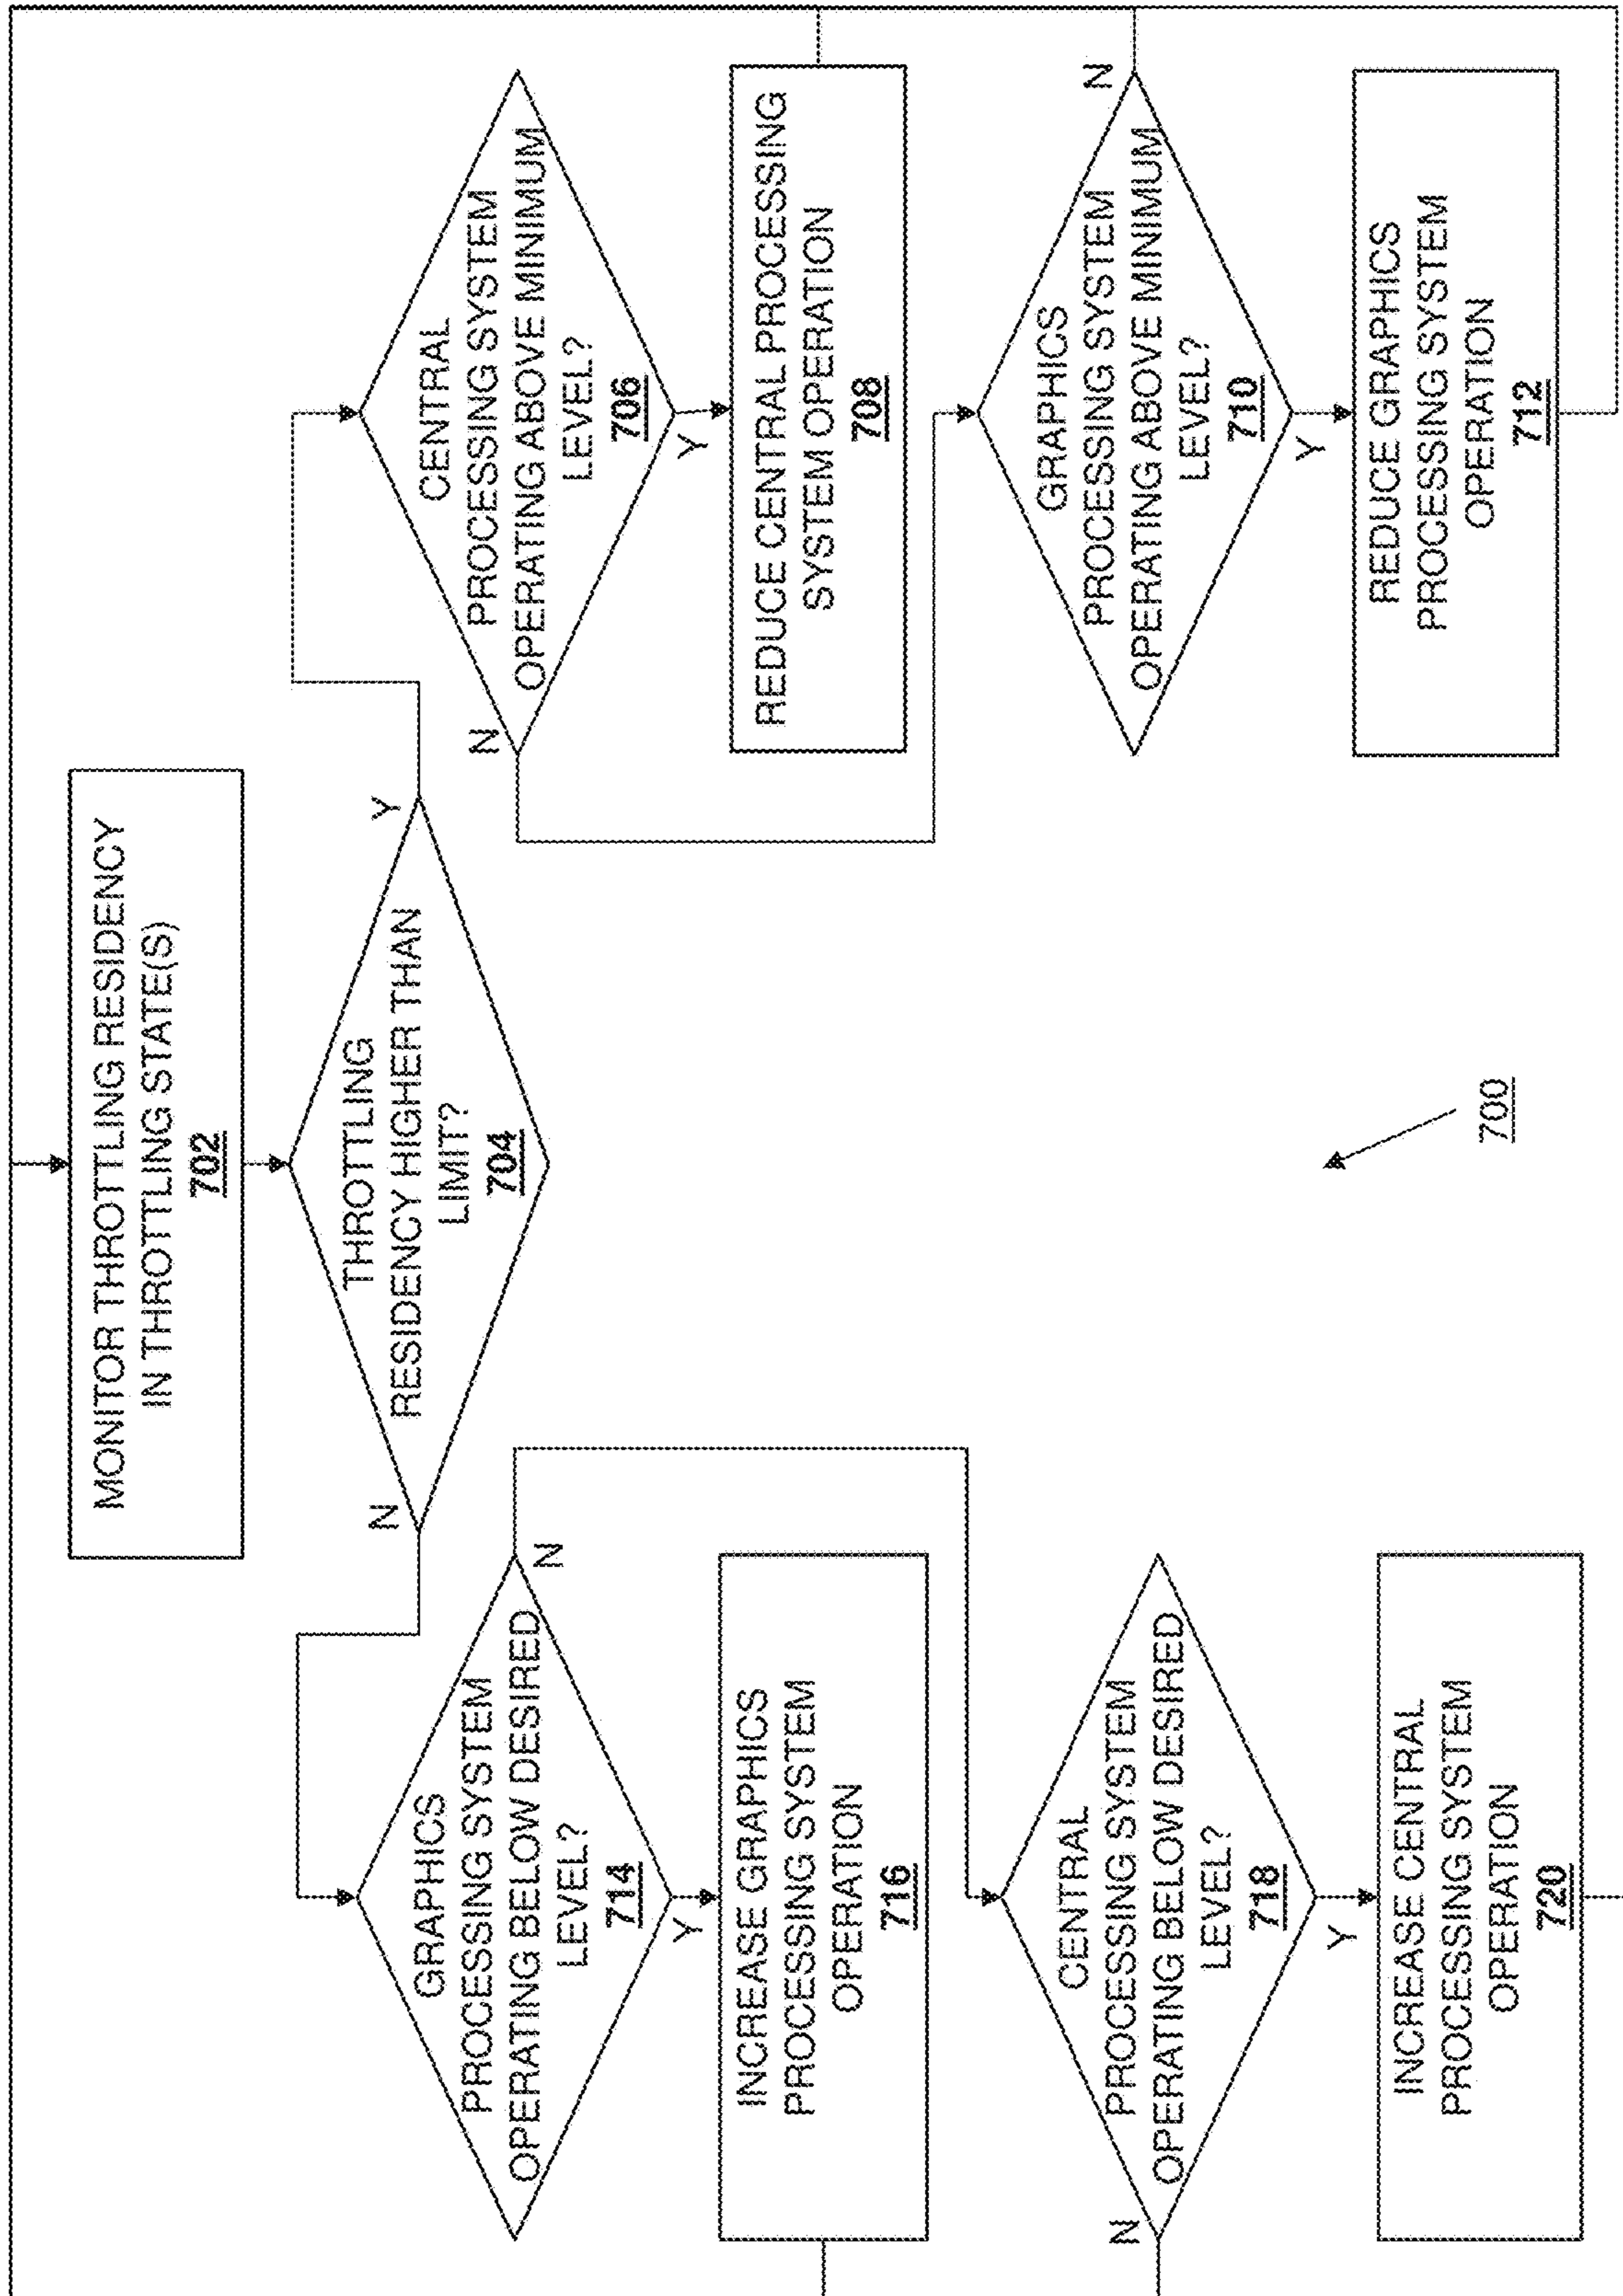 MONITOR THROTTLING RESIDENCY
IN THROTTLING STATE(S)
702
THROTTLING
RESIDENCY HIGHER THAN
LIMIT?
704
N
Y
GRAPHICS
PROCESSING SYSTEM
OPERATING BELOW DESIRED
LEVEL?
714
N
Y
INCREASE GRAPHICS
PROCESSING SYSTEM
OPERATION
716
CENTRAL
PROCESSING SYSTEM
OPERATING BELOW DESIRED
LEVEL?
718
N
Y
INCREASE CENTRAL
PROCESSING SYSTEM
OPERATION
720
CENTRAL
PROCESSING SYSTEM
OPERATING ABOVE MINIMUM
LEVEL?
706
N
Y
REDUCE CENTRAL PROCESSING
SYSTEM OPERATION
708
GRAPHICS
PROCESSING SYSTEM
OPERATING ABOVE MINIMUM
LEVEL?
710
N
Y
REDUCE GRAPHICS
PROCESSING SYSTEM
OPERATION
712
700